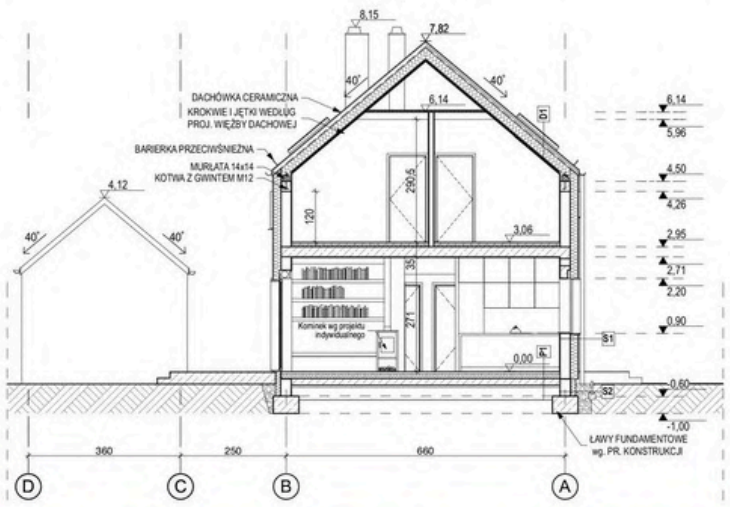 8,15
7,82
40°
40°
DACHÓWKA CERAMICZNA
KROKWIE I JĘTKI WEDŁUG
PROJ. WIĘŹBY DACHOWEJ
6,14
D1
6,14
5,96
BARIERKA PRZECIWŚNIEŻNA
MURŁATA 14x14
KOTWA Z GWINTEM M12
4,50
4,26
4,12
290,5
120
40°
40°
3,06
2,95
35
2,71
2,20
Kominek wg projektu
indywidualnego
271
0,90
S1
P1
0,00
-0,60
S2
-1,00
ŁAWY FUNDAMENTOWE
wg. PR. KONSTRUKCJI
360
250
660
D
C
B
A